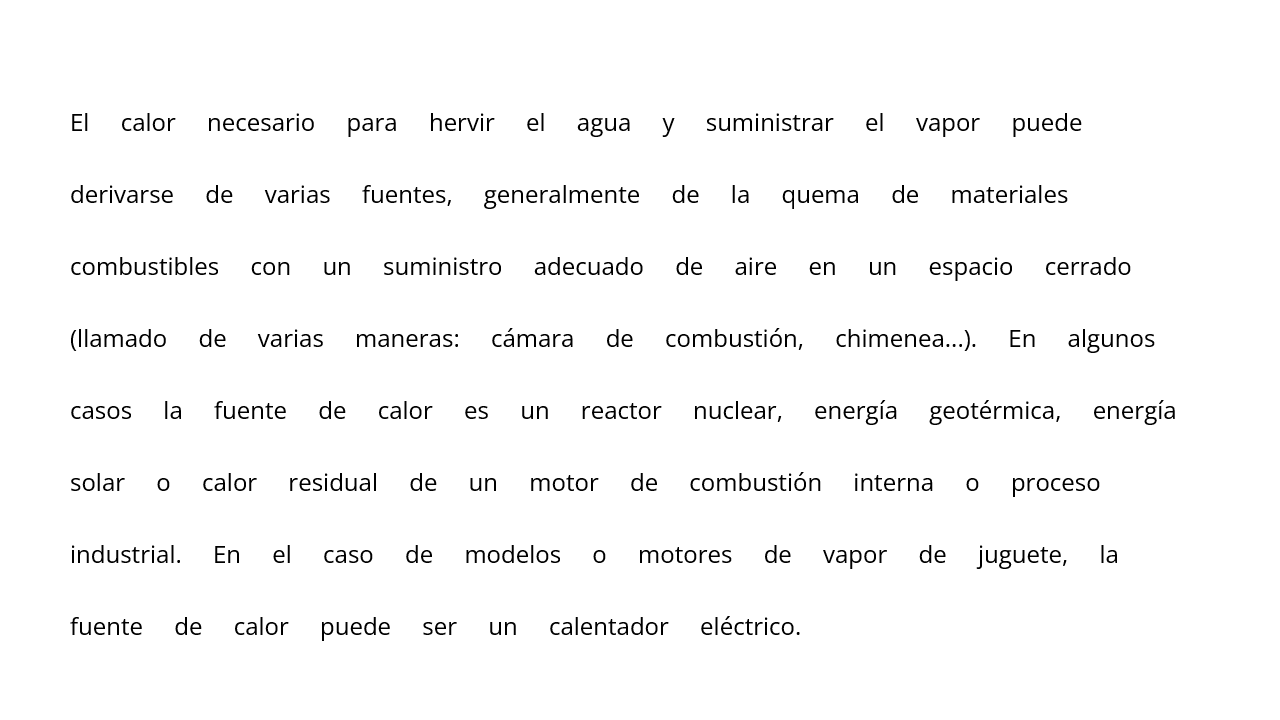 El calor necesario para hervir el agua y suministrar el vapor puede
derivarse de varias fuentes, generalmente de la quema de materiales
combustibles con un suministro adecuado de aire en un espacio cerrado
(llamado de varias maneras: cámara de combustión, chimenea...). En algunos
casos la fuente de calor es un reactor nuclear, energía geotérmica, energía
solar o calor residual de un motor de combustión interna o proceso
industrial. En el caso de modelos o motores de vapor de juguete, la
fuente de calor puede ser un calentador eléctrico.